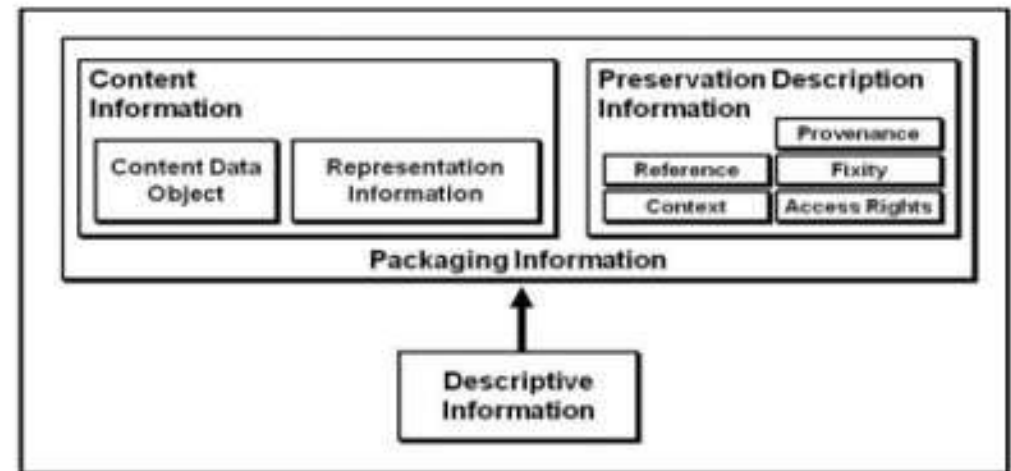 Content
Information
Content Data
Object
Representation
Information
Preservation Description
Information
Provenance
Reference
Fixity
Context
Access Rights
Packaging Information
Descriptive
Information